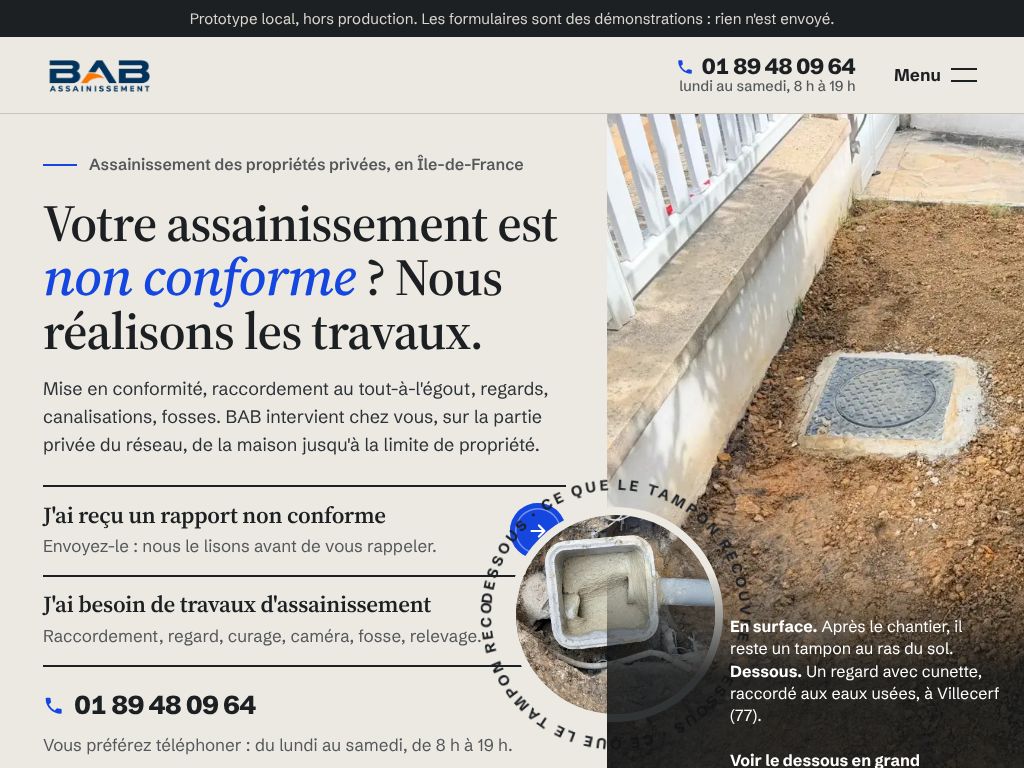 Prototype local, hors production. Les formulaires sont des démonstrations : rien n'est envoyé.
BAB
ASSAINISSEMENT
01 89 48 09 64
lundi au samedi, 8 h à 19 h
Menu
Assainissement des propriétés privées, en Île-de-France
Votre assainissement est
non conforme ? Nous
réalisons les travaux.
Mise en conformité, raccordement au tout-à-l'égout, regards,
canalisations, fosses. BAB intervient chez vous, sur la partie
privée du réseau, de la maison jusqu'à la limite de propriété.
J'ai reçu un rapport non conforme
Envoyez-le : nous le lisons avant de vous rappeler.
J'ai besoin de travaux d'assainissement
Raccordement, regard, curage, caméra, fosse, relevage.
01 89 48 09 64
Vous préférez téléphoner : du lundi au samedi, de 8 h à 19 h.
DESSOUS · CE QUE LE TAMPON RECOUV
DESSOUS · CE QUE LE TAMPON RECO
En surface. Après le chantier, il
reste un tampon au ras du sol.
Dessous. Un regard avec cunette,
raccordé aux eaux usées, à Villecerf
(77).
Voir le dessous en grand